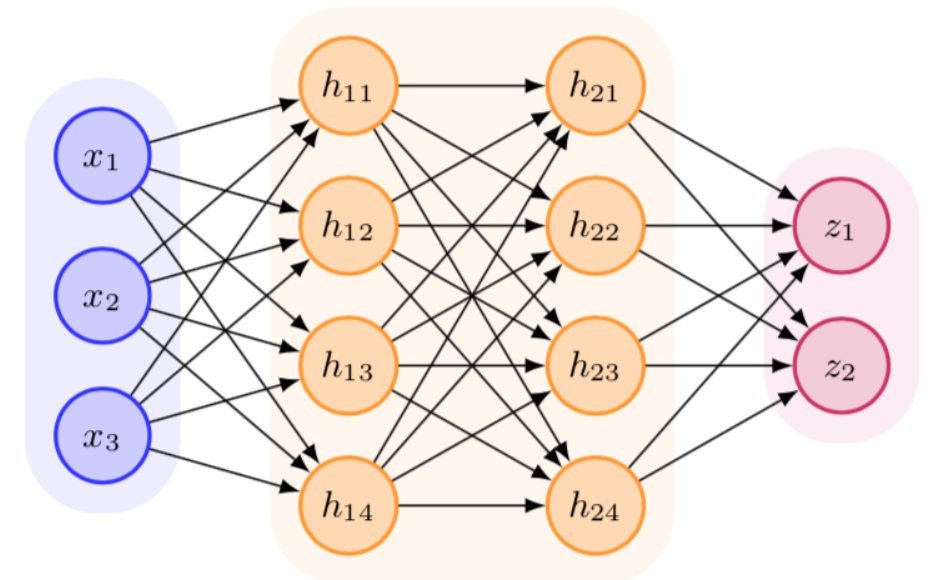 x₁
x₂
x₃
h₁₁
h₁₂
h₁₃
h₁₄
h₂₁
h₂₂
h₂₃
h₂₄
z₁
z₂